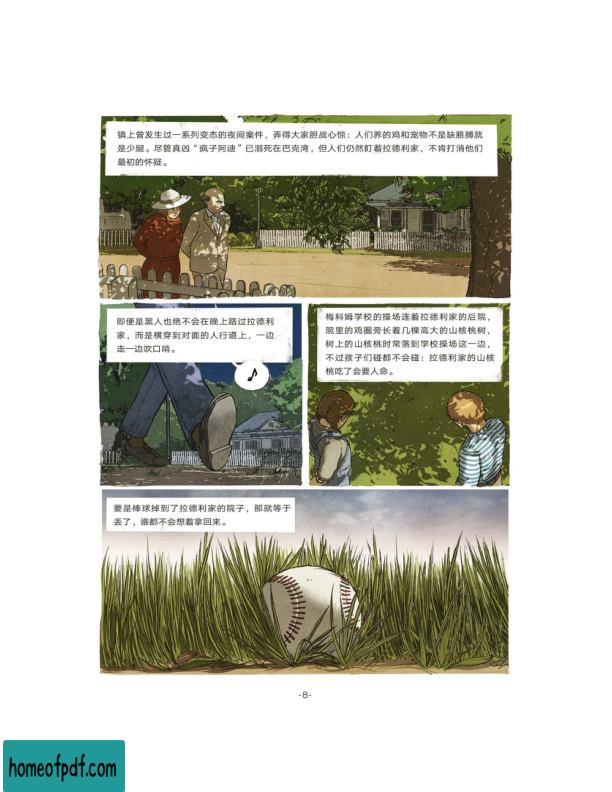 镇上曾发生过一系列变态的夜间案件，弄得大家胆战心惊：人们养的鸡和宠物不是缺胳膊就
是少腿。尽管真凶“疯子阿迪”已溺死在巴克湾，但人们仍然盯着拉德利家，不肯打消他们
最初的怀疑。
即便是黑人也绝不会在晚上路过拉德利
家，而是横穿到对面的人行道上，一边
走一边吹口哨。
梅科姆学校的操场连着拉德利家的后院，
院里的鸡圈旁长着几棵高大的山核桃树，
树上的山核桃时常落到学校操场这一边，
不过孩子们碰都不会碰：拉德利家的山核
桃吃了会要人命。
要是棒球掉到了拉德利家的院子，那就等于
丢了，谁都不会想着拿回来。
-8-
homeofpdf.com